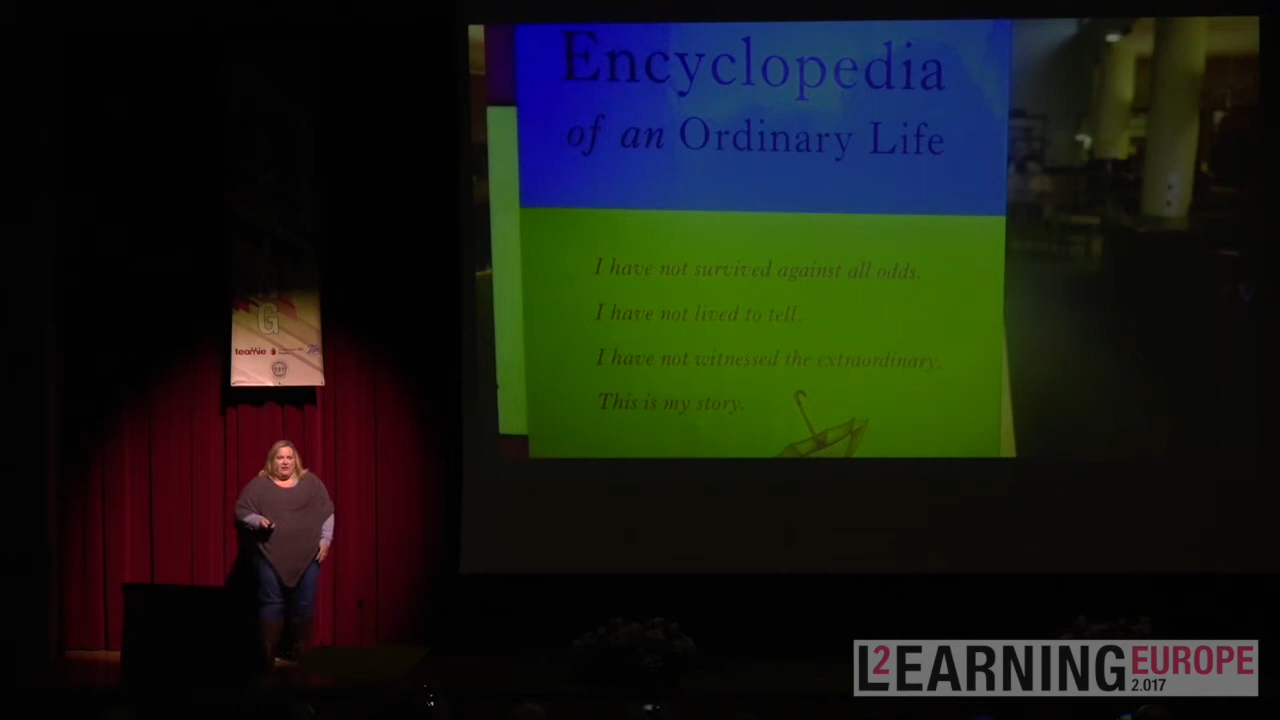 Encyclopedia
of an Ordinary Life
I have not survived against all odds.
I have not lived to tell.
I have not witnessed the extraordinary.
This is my story.
G
teamie
L2EARNING EUROPE
2.017